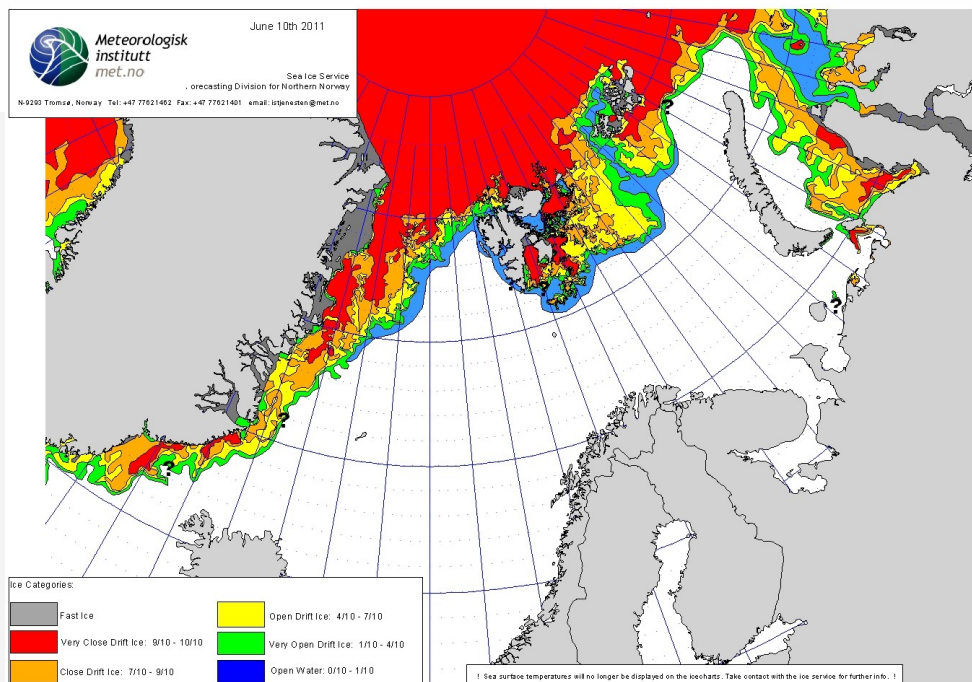 June 10th 2011
Meteorologisk
institutt
met.no
Sea Ice Service
. orecasting Division for Northern Norway
N-9293 Tromsø, Norway Tel: +47 77621462 Fax: +47 77621401 email: istjenesten@met.no
?
?
?
?
?
?
Ice Categories:
Fast Ice
Very Close Drift Ice: 9/10 - 10/10
Close Drift Ice: 7/10 - 9/10
Open Drift Ice: 4/10 - 7/10
Very Open Drift Ice: 1/10 - 4/10
Open Water: 0/10 - 1/10
! Sea surface temperatures will no longer be displayed on the icecharts. Take contact with the ice service for further info. !